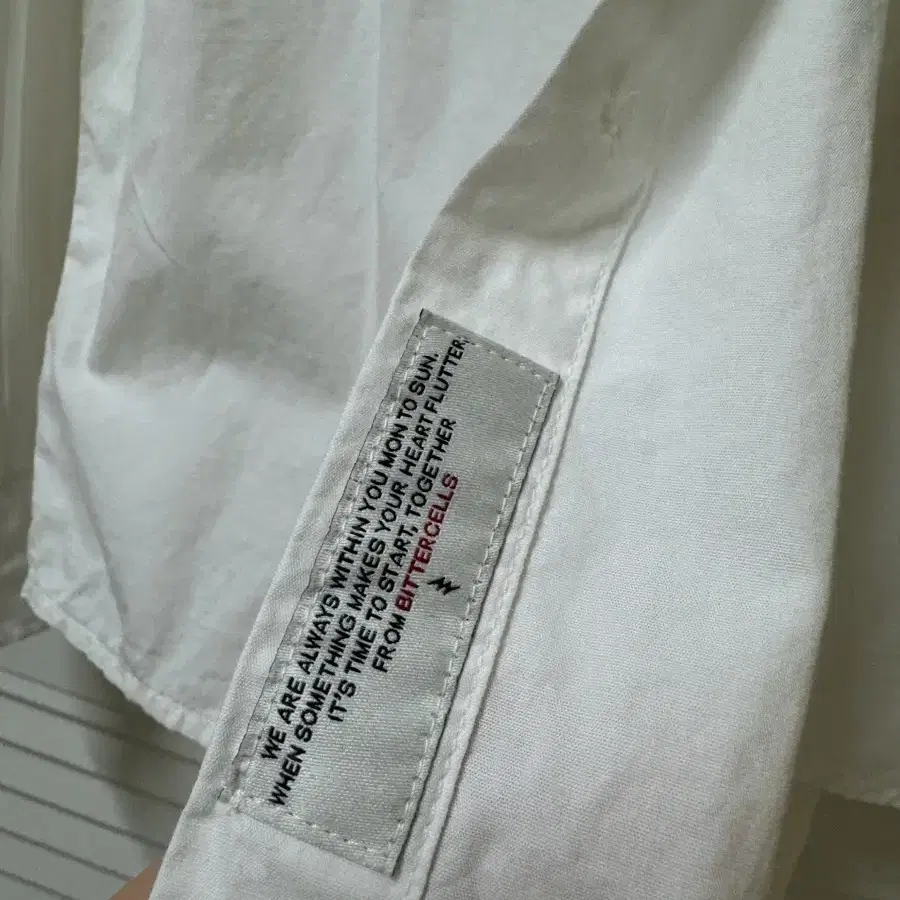 WE ARE ALWAYS WITHIN YOU MON TO SUN.
WHEN SOMETHING MAKES YOUR HEART FLUTTER,
IT'S TIME TO START, TOGETHER
FROM BITTERCELLS